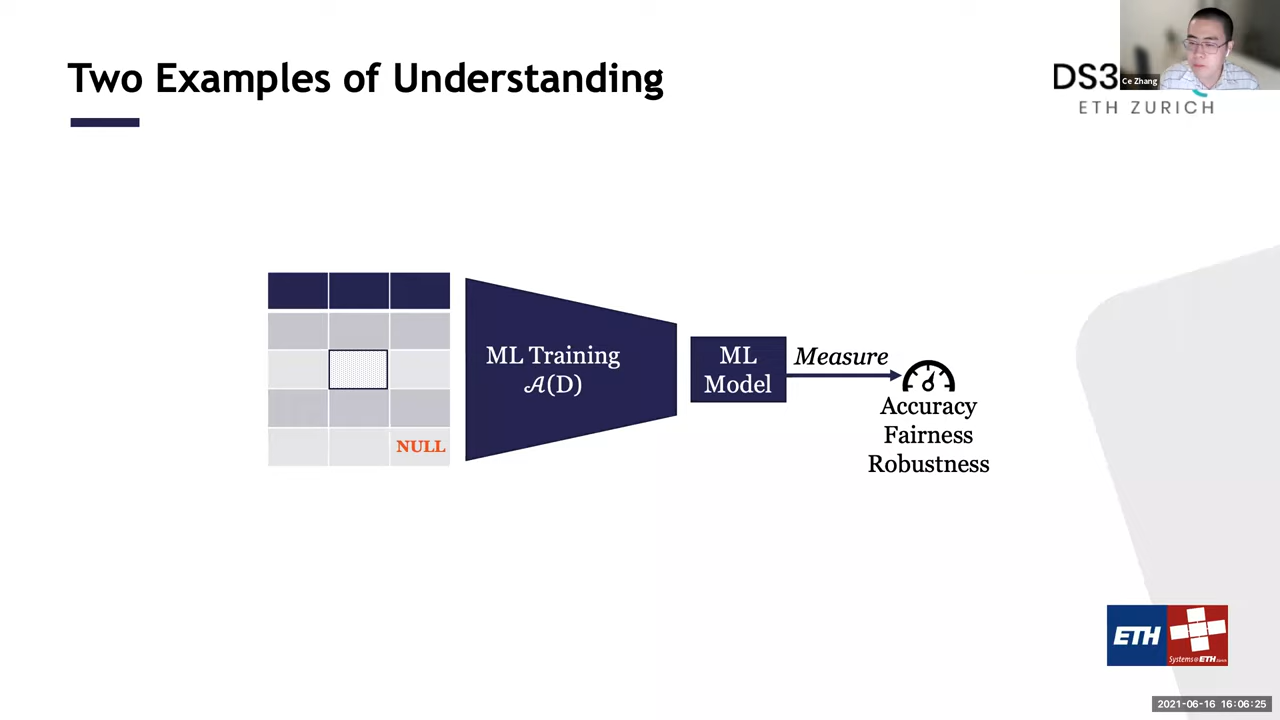 Two Examples of Understanding
DS3
Ce Zhang
ETH ZURICH
ML Training
𝒜(D)
ML
Model
Measure
Accuracy
Fairness
Robustness
NULL
ETH
Systems@ETH Zürich
2021-06-16 16:06:25